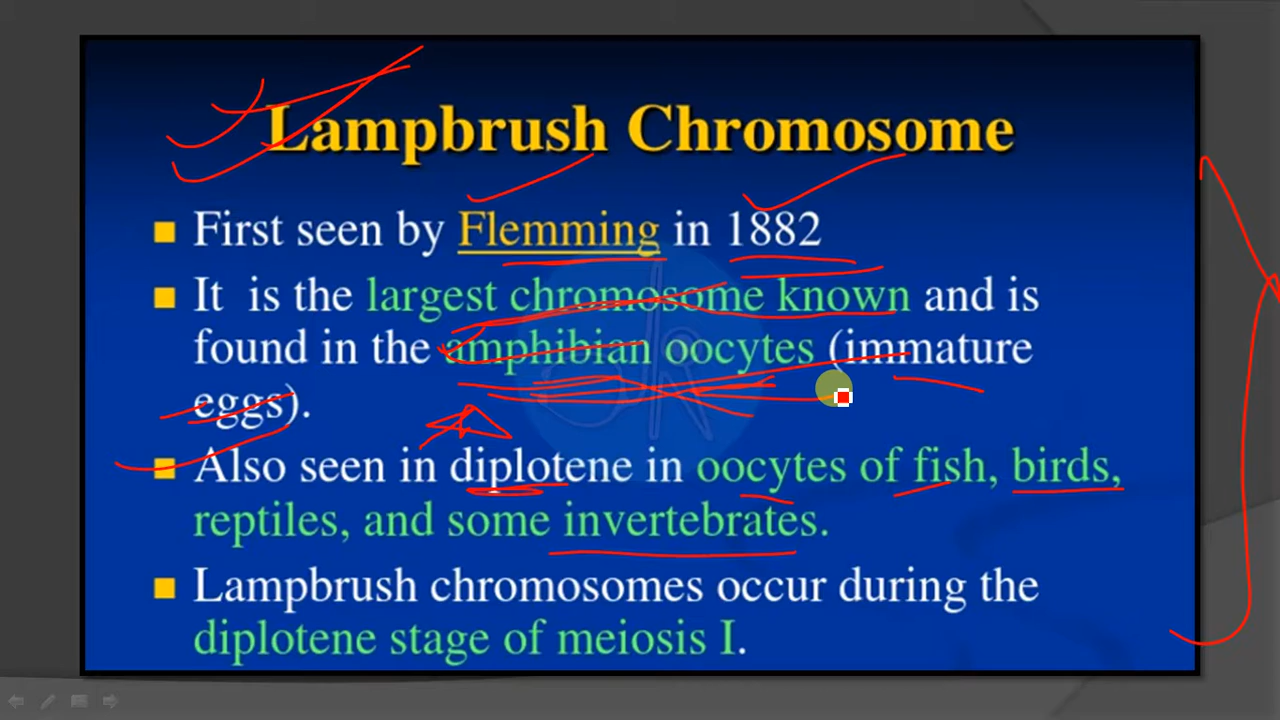 Lampbrush Chromosome
First seen by Flemming in 1882
It is the largest chromosome known and is
found in the amphibian oocytes (immature
eggs).
Also seen in diplotene in oocytes of fish, birds,
reptiles, and some invertebrates.
Lampbrush chromosomes occur during the
diplotene stage of meiosis I.